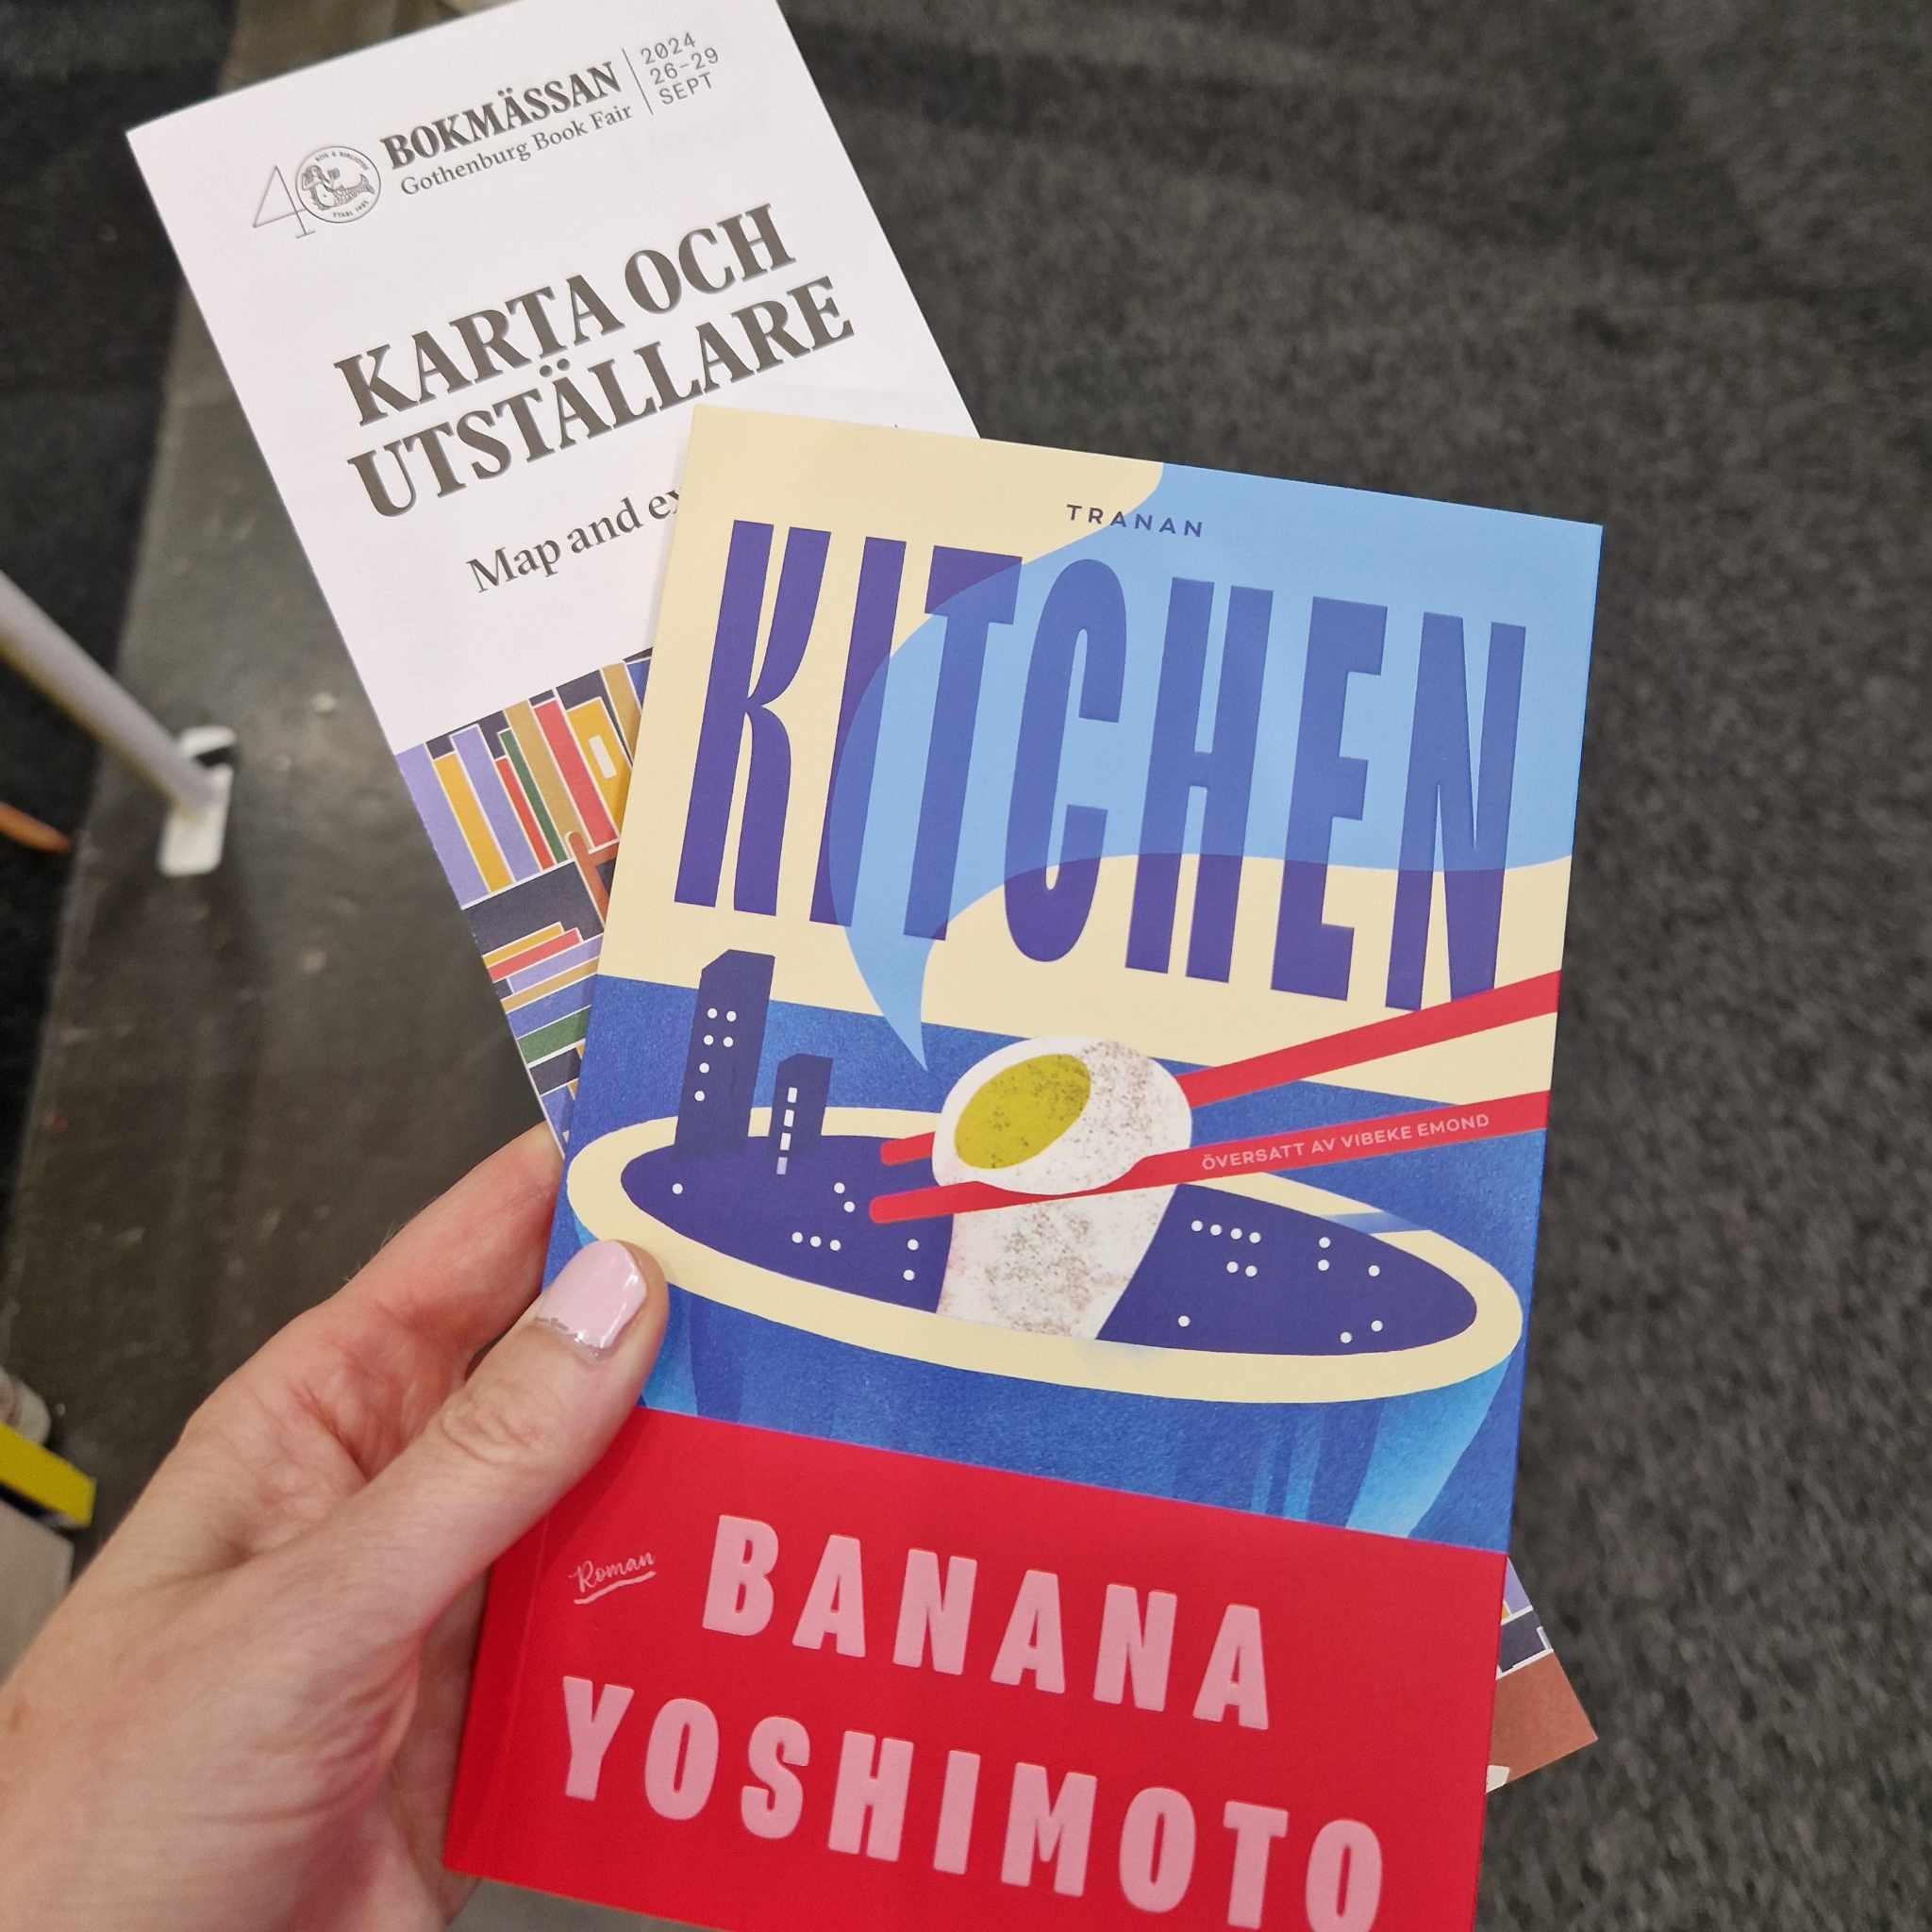 40
BOKMÄSSAN
Gothenburg Book Fair
2024
26–29
SEPT
KARTA OCH
UTSTÄLLARE
Map and
TRANAN
KITCHEN
ÖVERSATT AV VIBEKE EMOND
Roman
BANANA
YOSHIMOTO